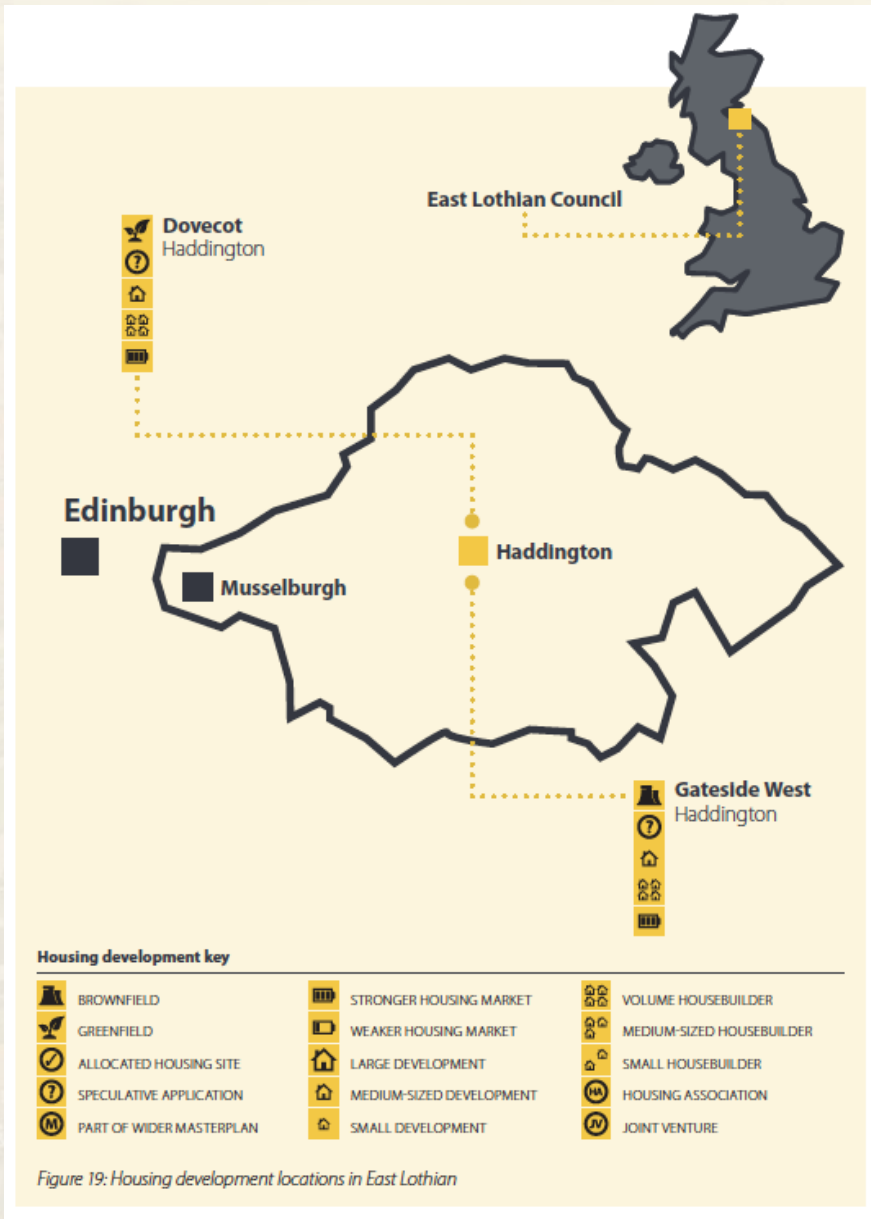 East Lothian Council
Dovecot
Haddington
Edinburgh
Haddington
Musselburgh
Gateside West
Haddington
Housing development key
BROWNFIELD
GREENFIELD
ALLOCATED HOUSING SITE
SPECULATIVE APPLICATION
M PART OF WIDER MASTERPLAN
STRONGER HOUSING MARKET
WEAKER HOUSING MARKET
LARGE DEVELOPMENT
MEDIUM-SIZED DEVELOPMENT
SMALL DEVELOPMENT
VOLUME HOUSEBUILDER
MEDIUM-SIZED HOUSEBUILDER
SMALL HOUSEBUILDER
HA HOUSING ASSOCIATION
JV JOINT VENTURE
Figure 19: Housing development locations in East Lothian